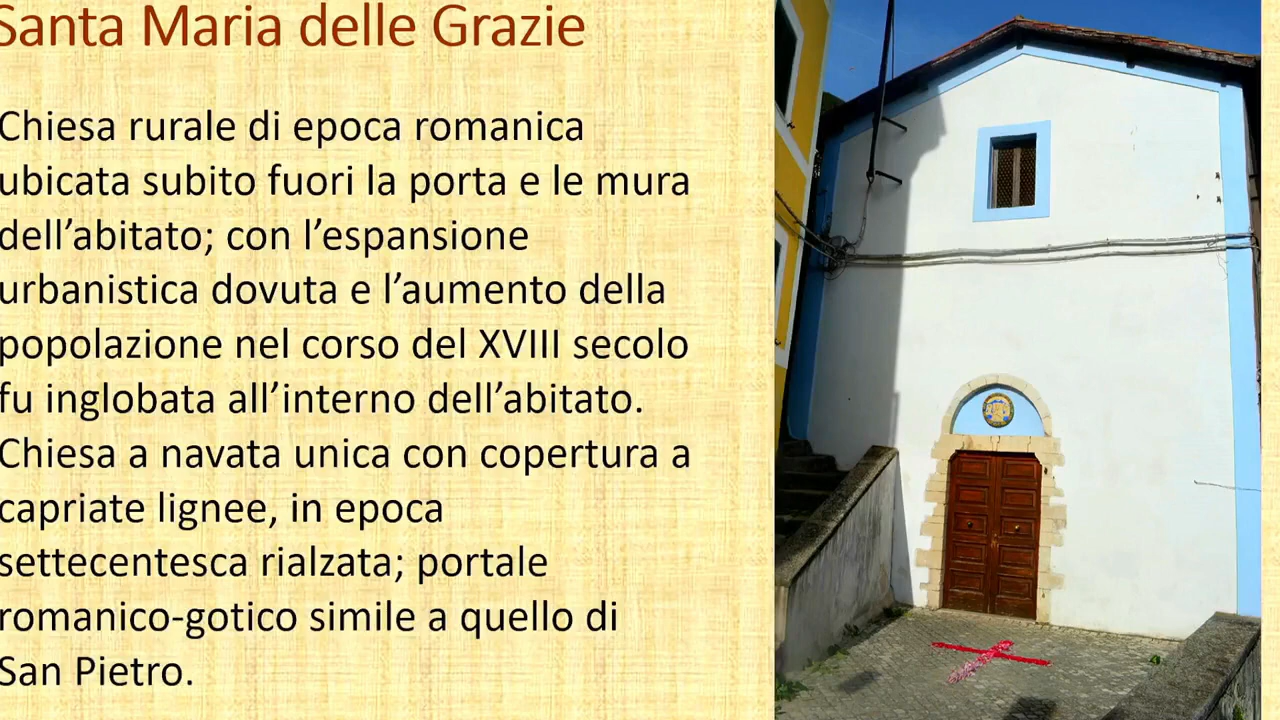 Santa Maria delle Grazie
Chiesa rurale di epoca romanica
ubicata subito fuori la porta e le mura
dell’abitato; con l’espansione
urbanistica dovuta e l’aumento della
popolazione nel corso del XVIII secolo
fu inglobata all’interno dell’abitato.
Chiesa a navata unica con copertura a
capriate lignee, in epoca
settecentesca rialzata; portale
romanico-gotico simile a quello di
San Pietro.